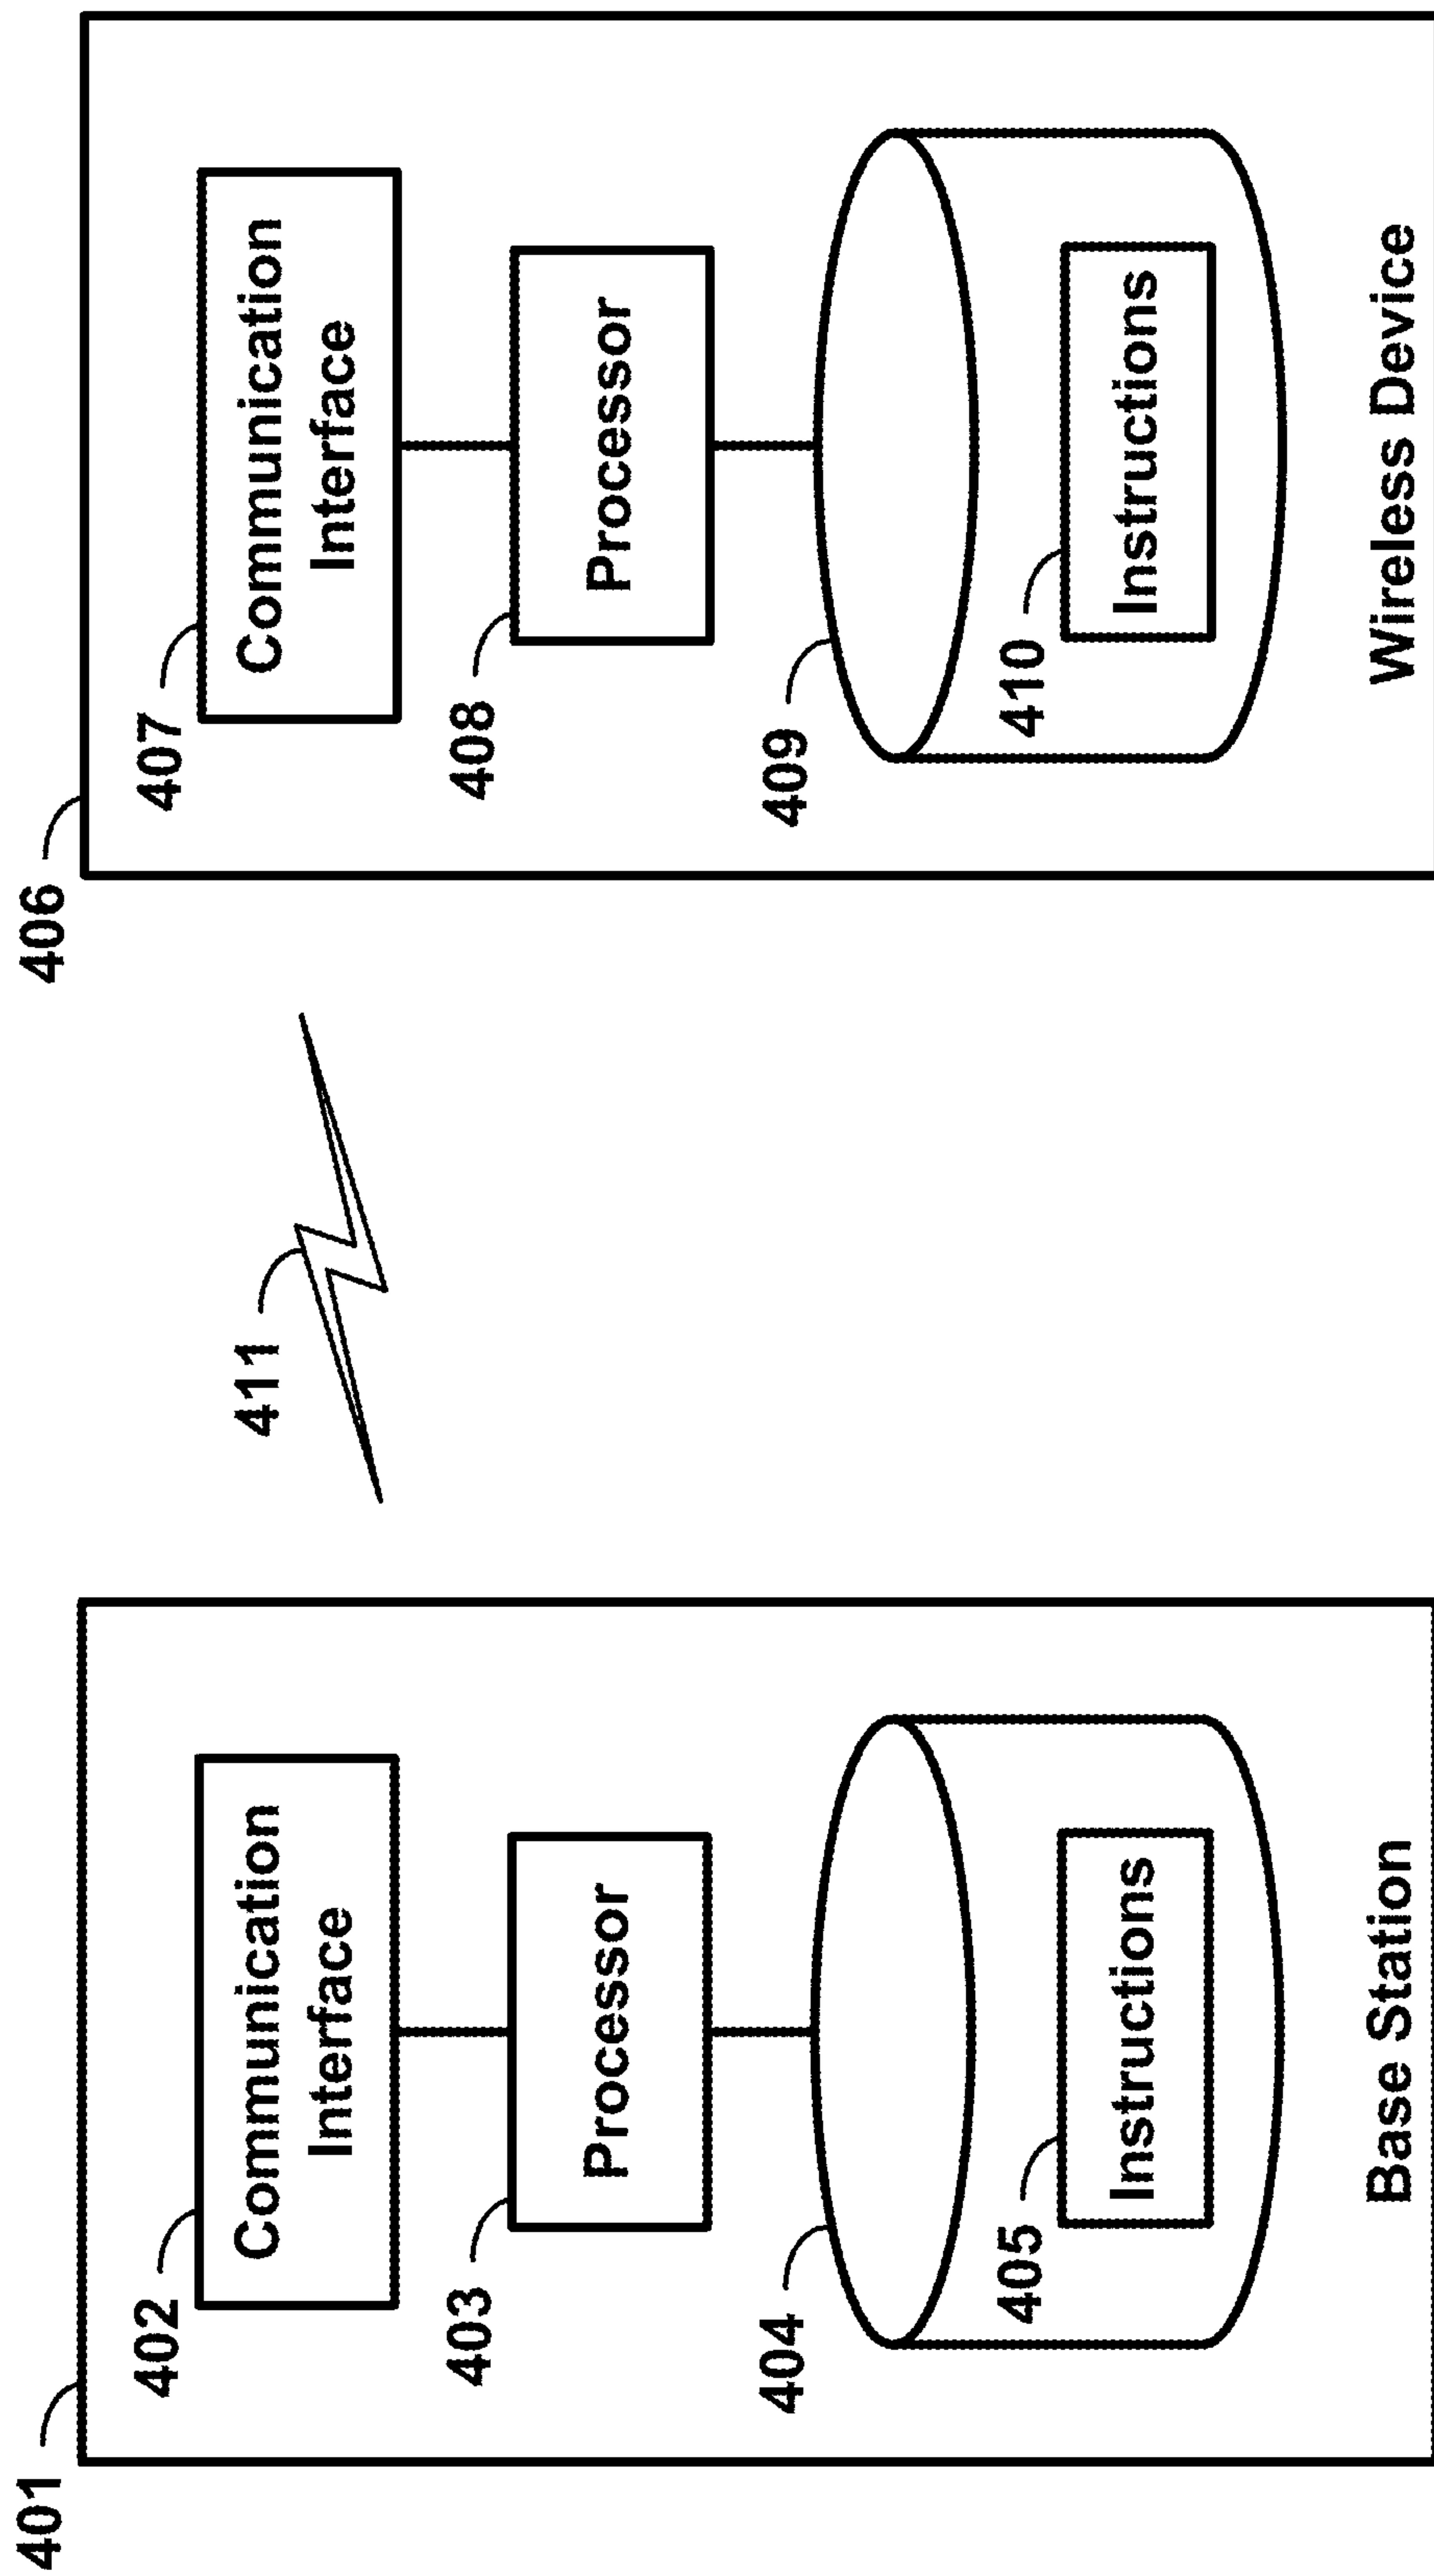 401
402
Communication
Interface
403
Processor
404
405
Instructions
Base Station
411
406
407
Communication
Interface
408
Processor
409
410
Instructions
Wireless Device